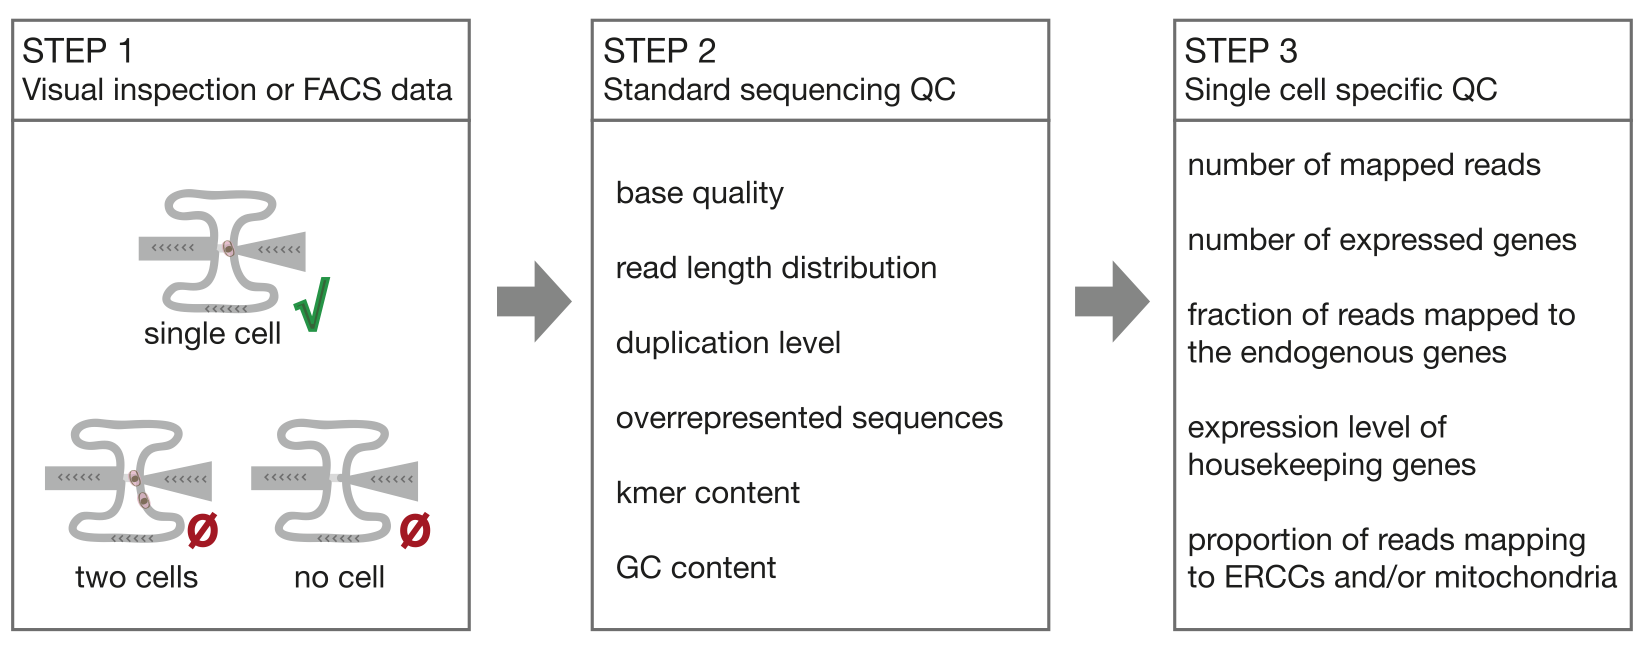 STEP 1
Visual inspection or FACS data
single cell
two cells
no cell
STEP 2
Standard sequencing QC
base quality
read length distribution
duplication level
overrepresented sequences
kmer content
GC content
STEP 3
Single cell specific QC
number of mapped reads
number of expressed genes
fraction of reads mapped to
the endogenous genes
expression level of
housekeeping genes
proportion of reads mapping
to ERCCs and/or mitochondria